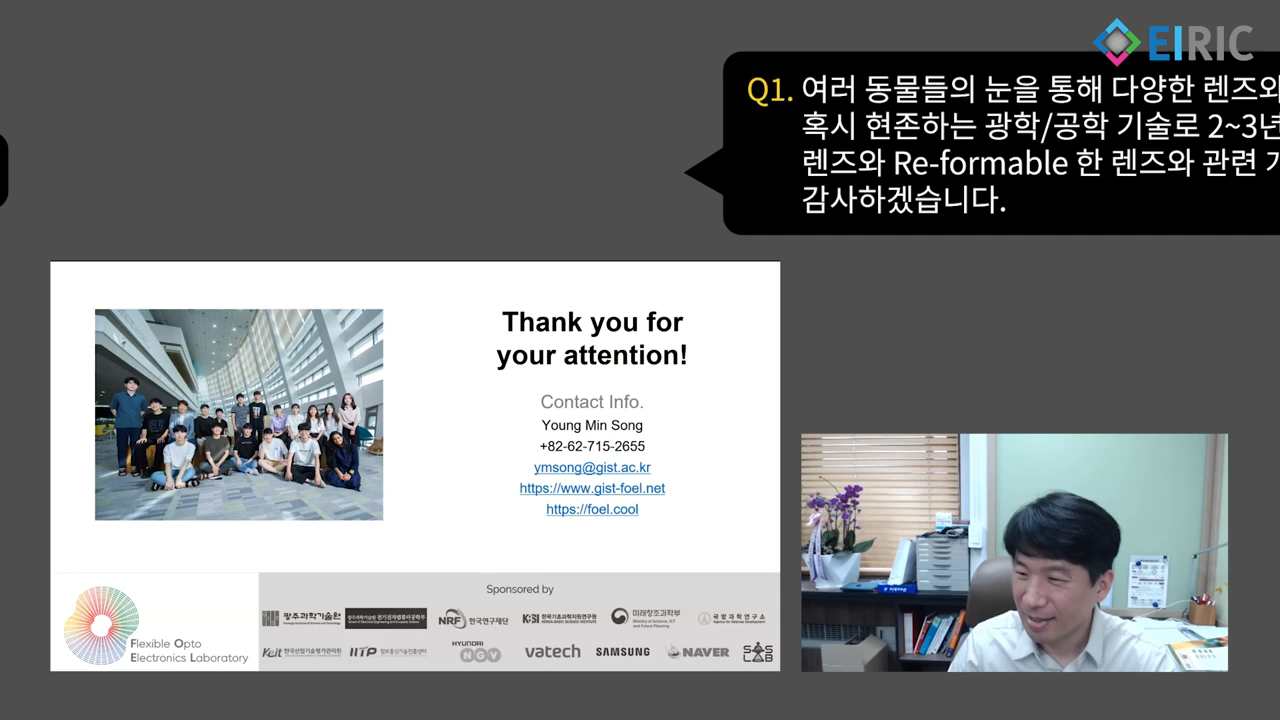 EIRIC
Q1. 여러 동물들의 눈을 통해 다양한 렌즈와
혹시 현존하는 광학/공학 기술로 2~3년
렌즈와 Re-formable 한 렌즈와 관련
감사하겠습니다.
Thank you for
your attention!
Contact Info.
Young Min Song
+82-62-715-2655
ymsong@gist.ac.kr
https://www.gist-foel.net
https://foel.cool
Sponsored by
Flexible Opto
Electronics Laboratory
광주과학기술원
NRF 한국연구재단
KBSI 한국기초과학지원연구원
미래창조과학부
국방과학연구소
Keit 한국산업기술평가관리원
IITP 정보통신기술진흥센터
HYUNDAI
NGV
vatech
SAMSUNG
NAVER